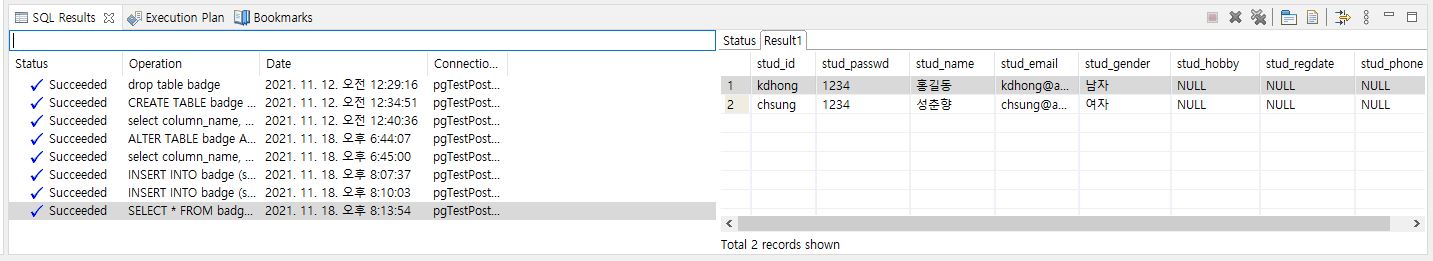 SQL Results Execution Plan Bookmarks
Status Operation Date Connectio...
Succeeded drop table badge 2021. 11. 12. 오전 12:29:16 pgTestPost...
Succeeded CREATE TABLE badge ... 2021. 11. 12. 오전 12:34:51 pgTestPost...
Succeeded select column_name, ... 2021. 11. 12. 오전 12:40:36 pgTestPost...
Succeeded ALTER TABLE badge A... 2021. 11. 18. 오후 6:44:07 pgTestPost...
Succeeded select column_name, ... 2021. 11. 18. 오후 6:45:00 pgTestPost...
Succeeded INSERT INTO badge (s... 2021. 11. 18. 오후 8:07:37 pgTestPost...
Succeeded INSERT INTO badge (s... 2021. 11. 18. 오후 8:10:03 pgTestPost...
Succeeded SELECT * FROM badg... 2021. 11. 18. 오후 8:13:54 pgTestPost...
Status Result1
stud_id stud_passwd stud_name stud_email stud_gender stud_hobby stud_regdate stud_phone
1 kdhong 1234 홍길동 kdhong@a... 남자 NULL NULL NULL
2 chsung 1234 성춘향 chsung@a... 여자 NULL NULL NULL
Total 2 records shown